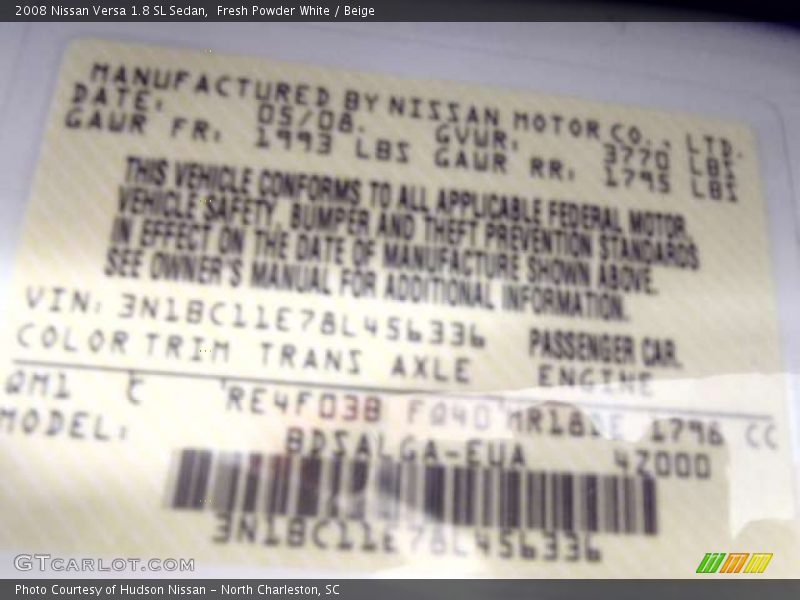 2008 Nissan Versa 1.8 SL Sedan,  Fresh Powder White / Beige
MANUFACTURED BY NISSAN MOTOR CO., LTD.
DATE: 05/08. GVWR: 3770 LBS
GAWR FR: 1993 LBS GAWR RR: 1795 LBS
THIS VEHICLE CONFORMS TO ALL APPLICABLE FEDERAL MOTOR
VEHICLE SAFETY, BUMPER AND THEFT PREVENTION STANDARDS
IN EFFECT ON THE DATE OF MANUFACTURE SHOWN ABOVE.
SEE OWNER'S MANUAL FOR ADDITIONAL INFORMATION.
VIN: 3N1BC11E78L456336 PASSENGER CAR.
COLOR TRIM TRANS AXLE ENGINE
QM1 C RE4F03B FQ40 MR18DE 1796 CC
MODEL: BDSALGA-EUA 4Z000
3N1BC11E78L456336
GTCARLOT.COM
Photo Courtesy of Hudson Nissan - North Charleston, SC